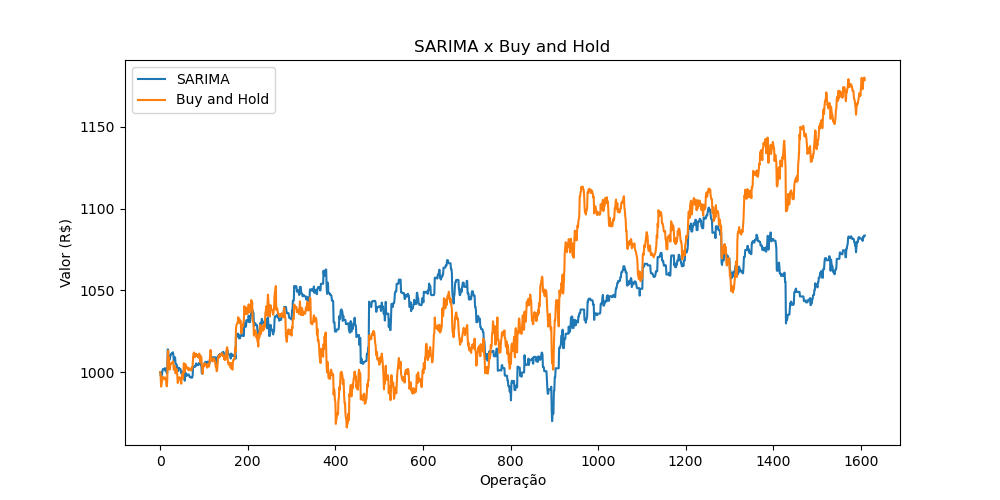 SARIMA x Buy and Hold
SARIMA
Buy and Hold
Valor (R$)
1150
1100
1050
1000
0 200 400 600 800 1000 1200 1400 1600
Operação